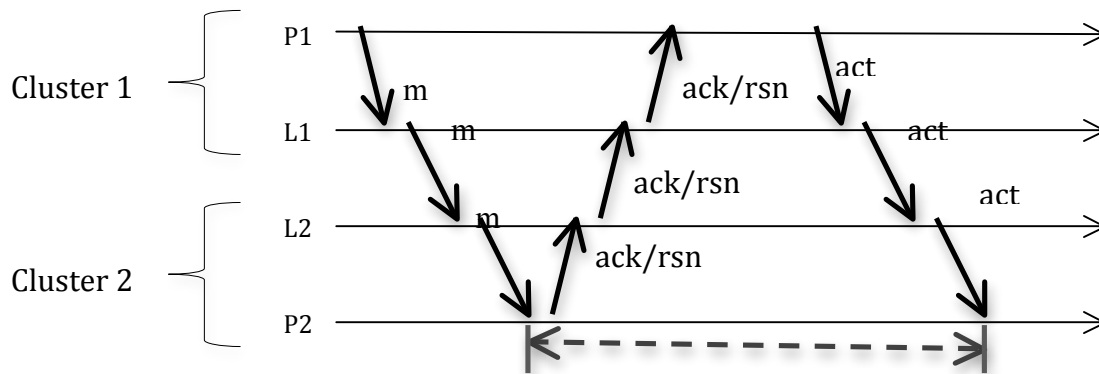 P1
Cluster 1
m
ack/rsn
act
L1
m
act
ack/rsn
L2
m
act
ack/rsn
Cluster 2
P2